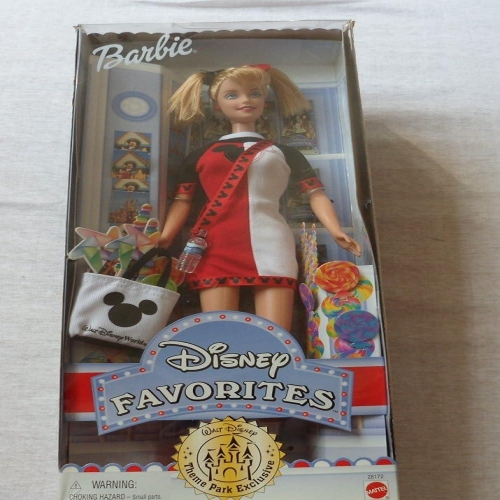 Barbie
Walt Disney World
DISNEY
FAVORITES
WALT DISNEY
Theme Park Exclusive
WARNING:
CHOKING HAZARD – Small parts.
MATTEL